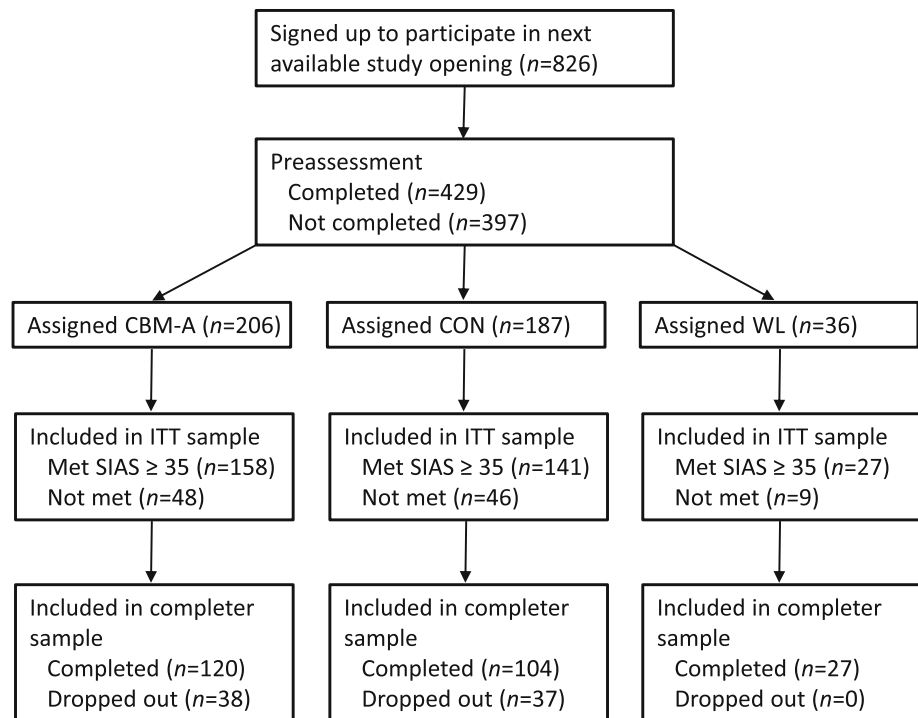 Signed up to participate in next
available study opening (n=826)
Preassessment
Completed (n=429)
Not completed (n=397)
Assigned CBM-A (n=206)
Assigned CON (n=187)
Assigned WL (n=36)
Included in ITT sample
Met SIAS ≥ 35 (n=158)
Not met (n=48)
Included in ITT sample
Met SIAS ≥ 35 (n=141)
Not met (n=46)
Included in ITT sample
Met SIAS ≥ 35 (n=27)
Not met (n=9)
Included in completer
sample
Completed (n=120)
Dropped out (n=38)
Included in completer
sample
Completed (n=104)
Dropped out (n=37)
Included in completer
sample
Completed (n=27)
Dropped out (n=0)